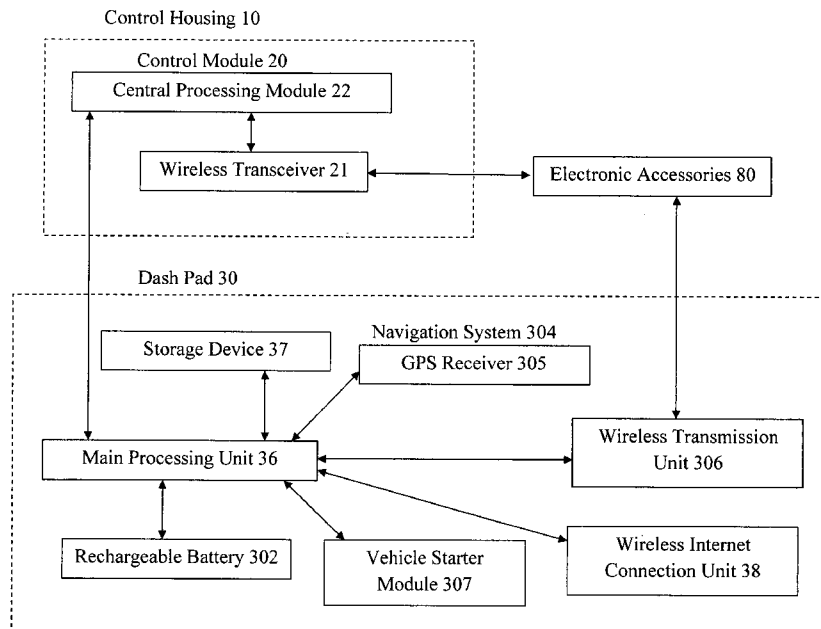 Control Housing 10
Control Module 20
Central Processing Module 22
Wireless Transceiver 21
Electronic Accessories 80
Dash Pad 30
Storage Device 37
Navigation System 304
GPS Receiver 305
Main Processing Unit 36
Wireless Transmission
Unit 306
Rechargeable Battery 302
Vehicle Starter
Module 307
Wireless Internet
Connection Unit 38